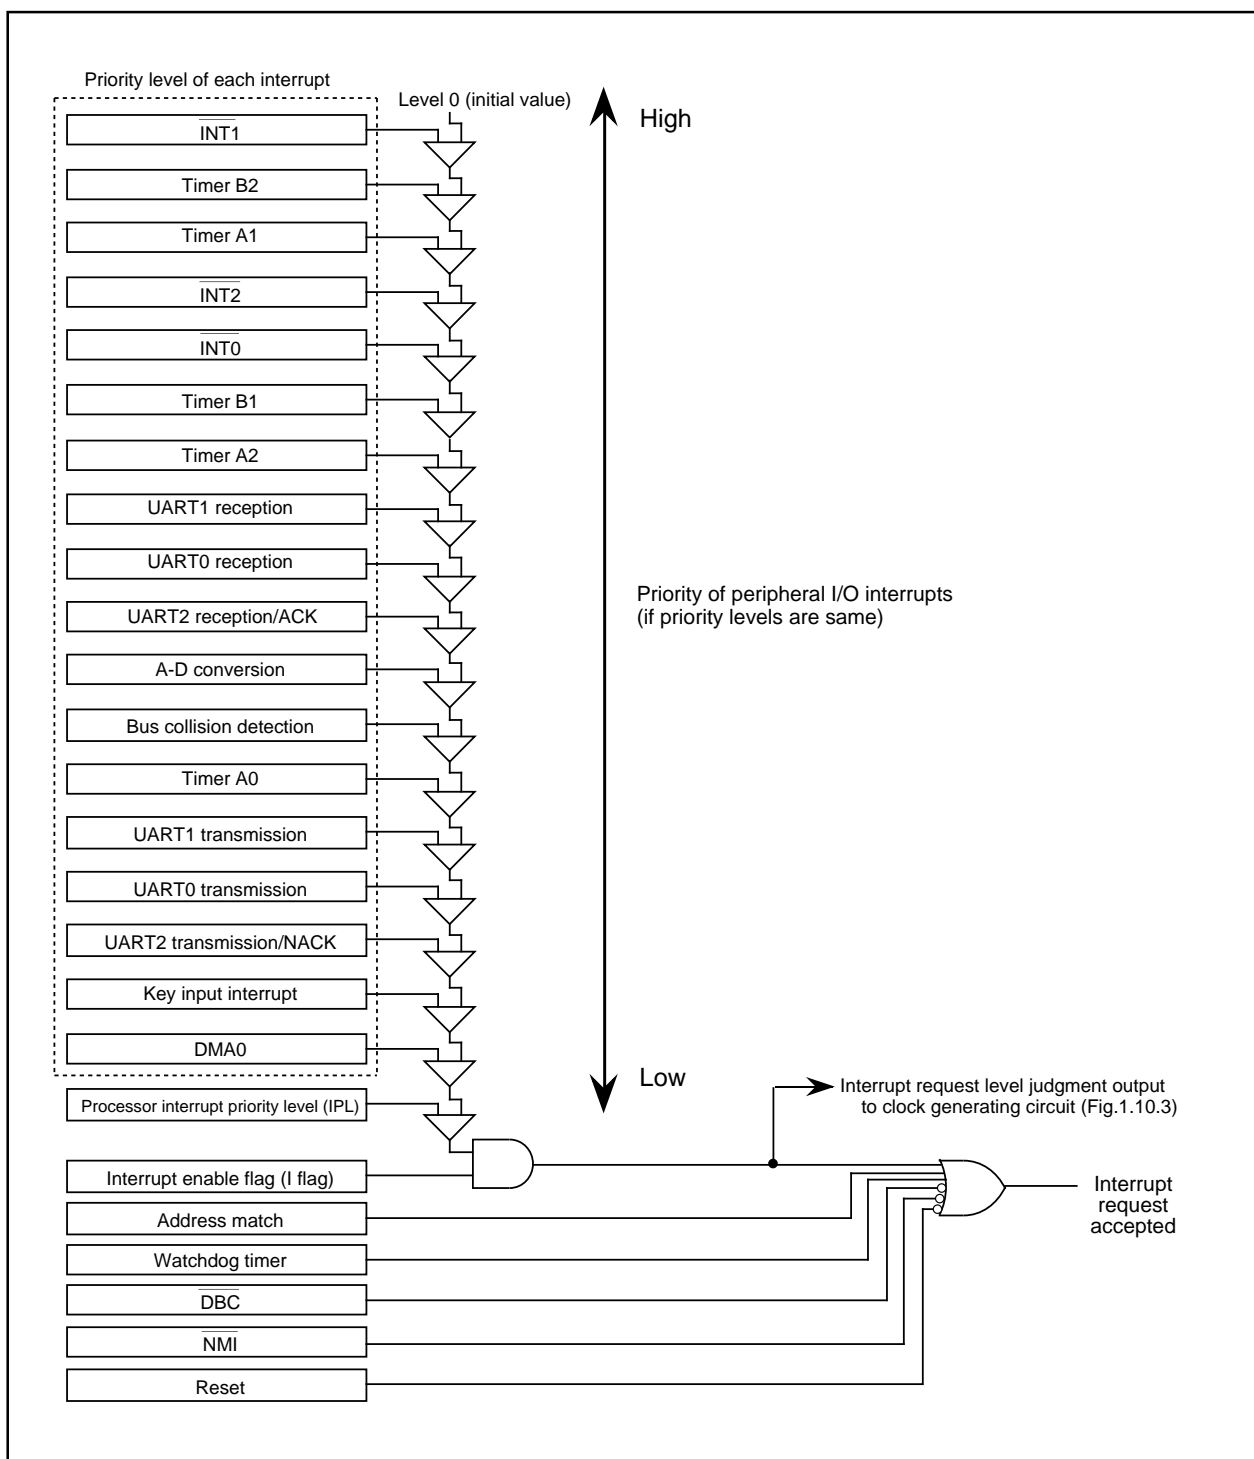 Priority level of each interrupt
Level 0 (initial value)
High
INT1
Timer B2
Timer A1
INT2
INT0
Timer B1
Timer A2
UART1 reception
UART0 reception
UART2 reception/ACK
A-D conversion
Bus collision detection
Timer A0
UART1 transmission
UART0 transmission
UART2 transmission/NACK
Key input interrupt
DMA0
Processor interrupt priority level (IPL)
Interrupt enable flag (I flag)
Address match
Watchdog timer
DBC
NMI
Reset
Priority of peripheral I/O interrupts
(if priority levels are same)
Low
Interrupt request level judgment output
to clock generating circuit (Fig.1.10.3)
Interrupt
request
accepted